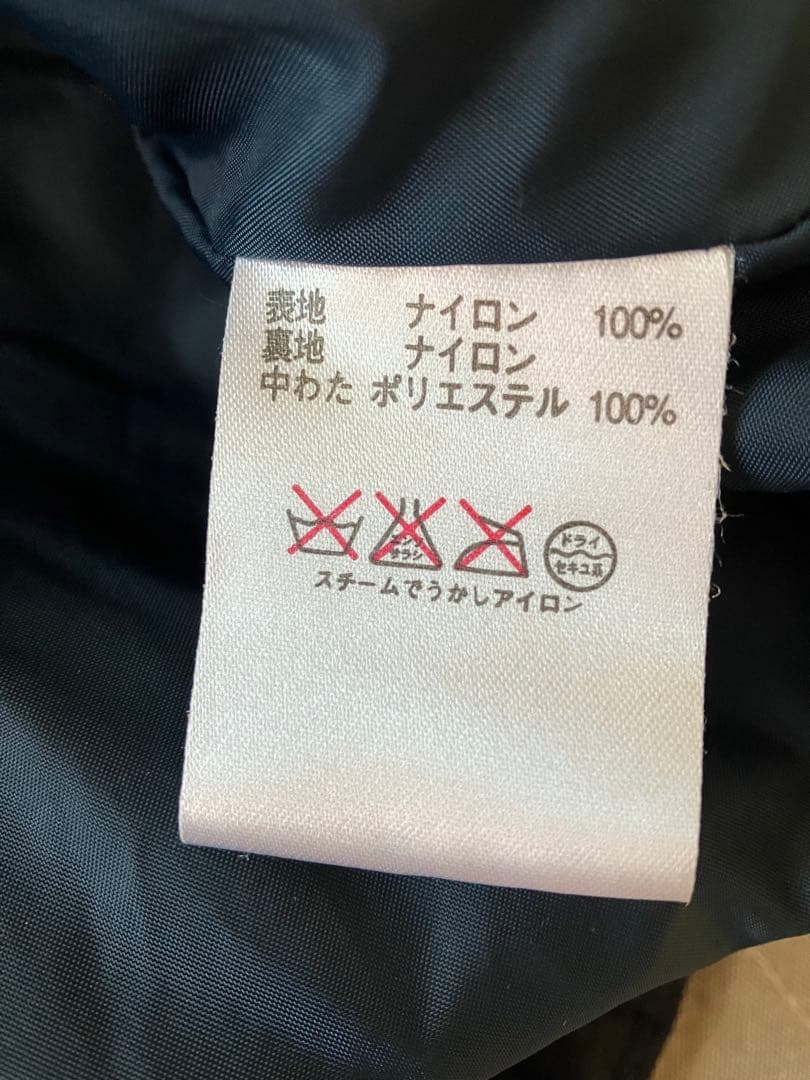 表地 ナイロン 100%
裏地 ナイロン
中わた ポリエステル 100%
エンソ サラシ
ドライ
セキユ系
スチームでうかしアイロン